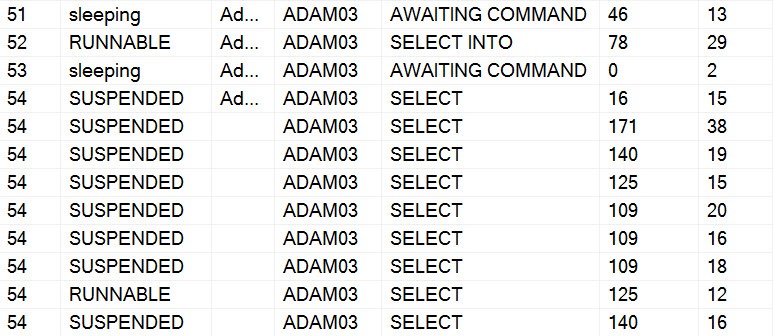 51 sleeping Ad... ADAM03 AWAITING COMMAND 46 13
52 RUNNABLE Ad... ADAM03 SELECT INTO 78 29
53 sleeping Ad... ADAM03 AWAITING COMMAND 0 2
54 SUSPENDED Ad... ADAM03 SELECT 16 15
54 SUSPENDED ADAM03 SELECT 171 38
54 SUSPENDED ADAM03 SELECT 140 19
54 SUSPENDED ADAM03 SELECT 125 15
54 SUSPENDED ADAM03 SELECT 109 20
54 SUSPENDED ADAM03 SELECT 109 16
54 SUSPENDED ADAM03 SELECT 109 18
54 RUNNABLE ADAM03 SELECT 125 12
54 SUSPENDED ADAM03 SELECT 140 16